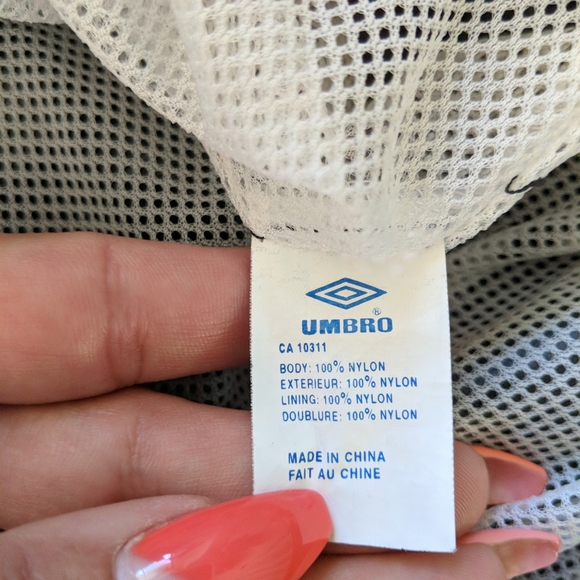 ®
UMBRO
CA 10311
BODY: 100% NYLON
EXTERIEUR: 100% NYLON
LINING: 100% NYLON
DOUBLURE: 100% NYLON
MADE IN CHINA
FAIT AU CHINE